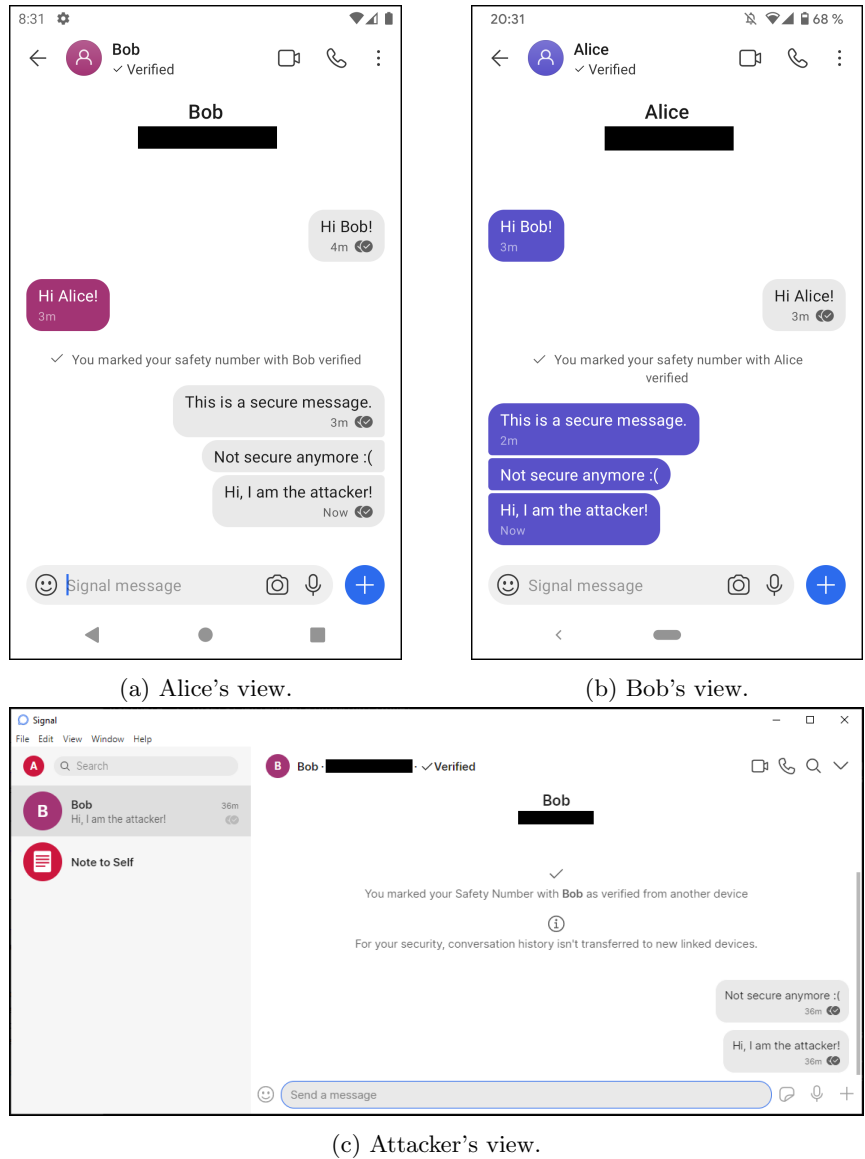 8:31
Bob
✓ Verified
Bob
Hi Bob!
4m
Hi Alice!
3m
✓ You marked your safety number with Bob verified
This is a secure message.
3m
Not secure anymore :(
Hi, I am the attacker!
Now
Signal message
(a) Alice's view.
20:31
68 %
Alice
✓ Verified
Alice
Hi Bob!
3m
Hi Alice!
3m
✓ You marked your safety number with Alice
verified
This is a secure message.
2m
Not secure anymore :(
Hi, I am the attacker!
Now
Signal message
(b) Bob's view.
Signal
File Edit View Window Help
A
Search
B
Bob
36m
Hi, I am the attacker!
Note to Self
B
Bob ·
· ✓ Verified
Bob
You marked your Safety Number with Bob as verified from another device
For your security, conversation history isn't transferred to new linked devices.
Not secure anymore :(
36m
Hi, I am the attacker!
36m
Send a message
(c) Attacker's view.